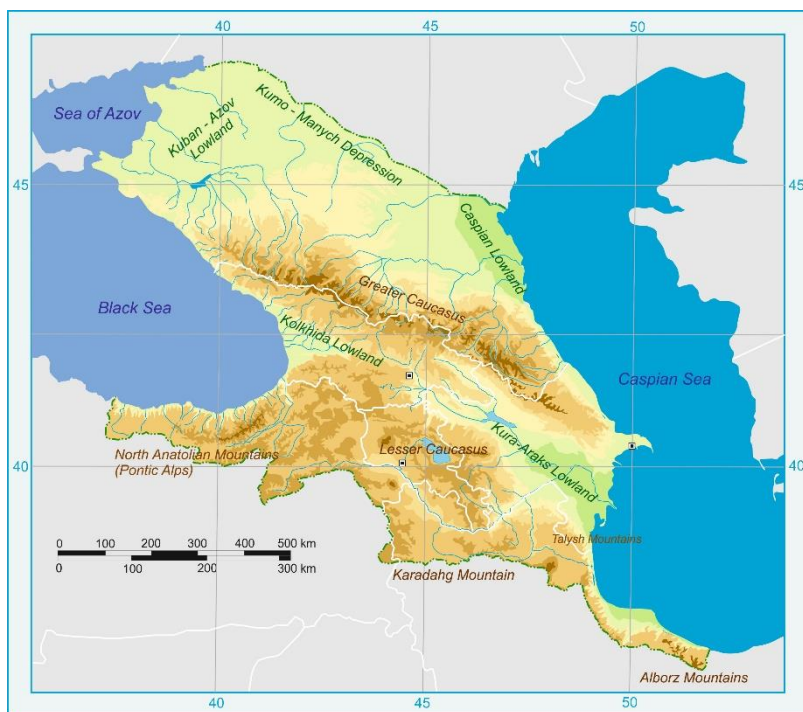 40 45 50
Sea of Azov
Kuban - Azov
Lowland
Kumo - Manych Depression
45 45
Caspian Lowland
Greater Caucasus
Black Sea
Kolkhida Lowland
Caspian Sea
Kura-Araks Lowland
North Anatolian Mountains
(Pontic Alps)
Lesser Caucasus
40 40
Talysh Mountains
0 100 200 300 400 500 km
0 100 200 300 km
Karadahg Mountain
Alborz Mountains
40 45 50